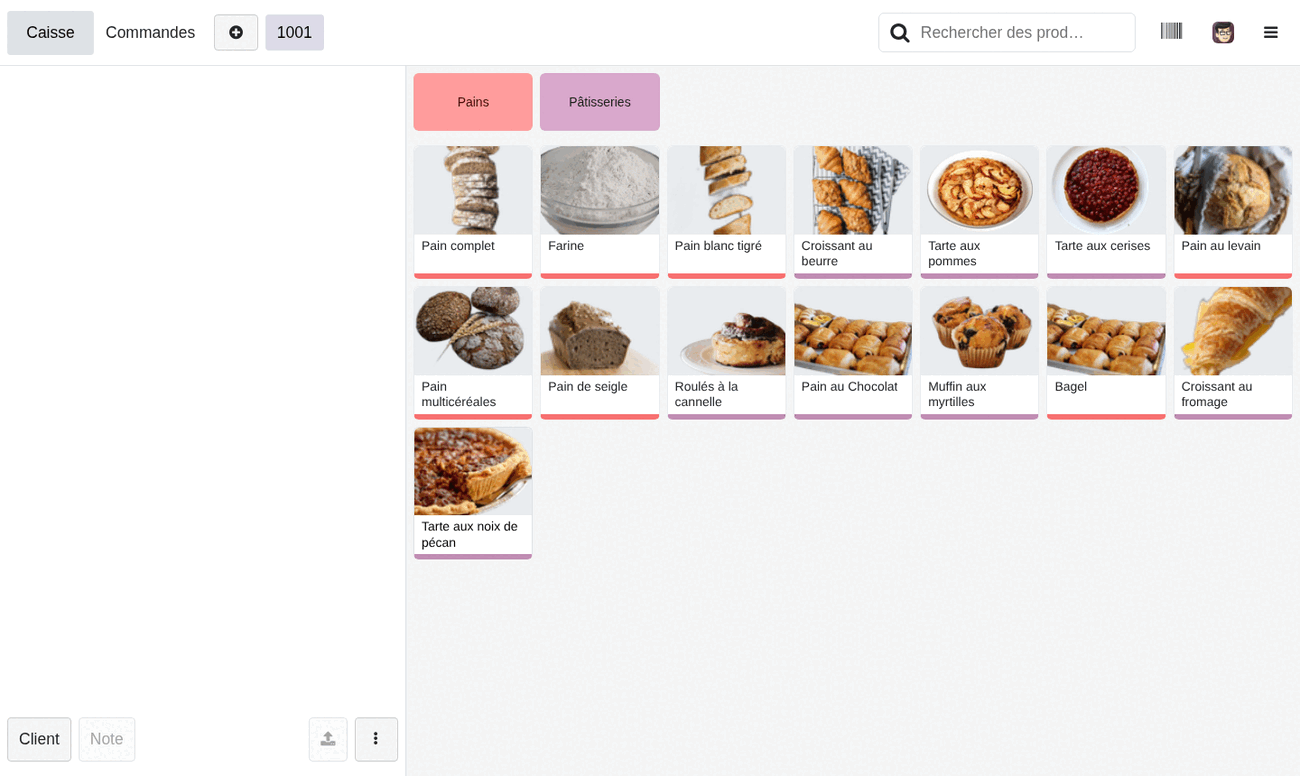 Caisse
Commandes
1001
Rechercher des prod…
Pains
Pâtisseries
Pain complet
Farine
Pain blanc tigré
Croissant au
beurre
Tarte aux
pommes
Tarte aux cerises
Pain au levain
Pain
multicéréales
Pain de seigle
Roulés à la
cannelle
Pain au Chocolat
Muffin aux
myrtilles
Bagel
Croissant au
fromage
Tarte aux noix de
pécan
Client
Note